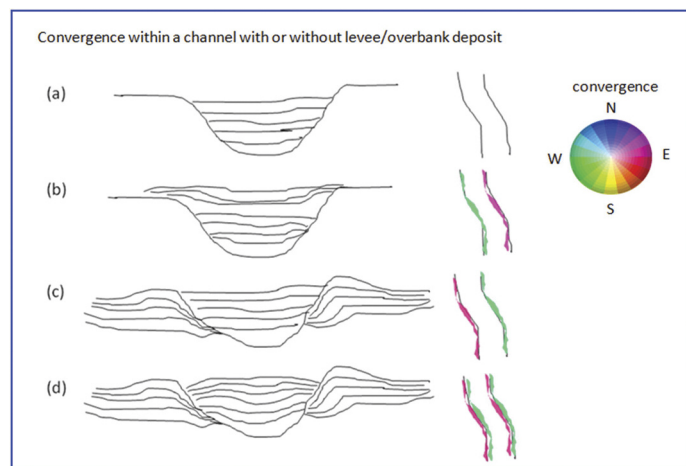 Convergence within a channel with or without levee/overbank deposit
(a)
convergence
N
W
E
S
(b)
(c)
(d)